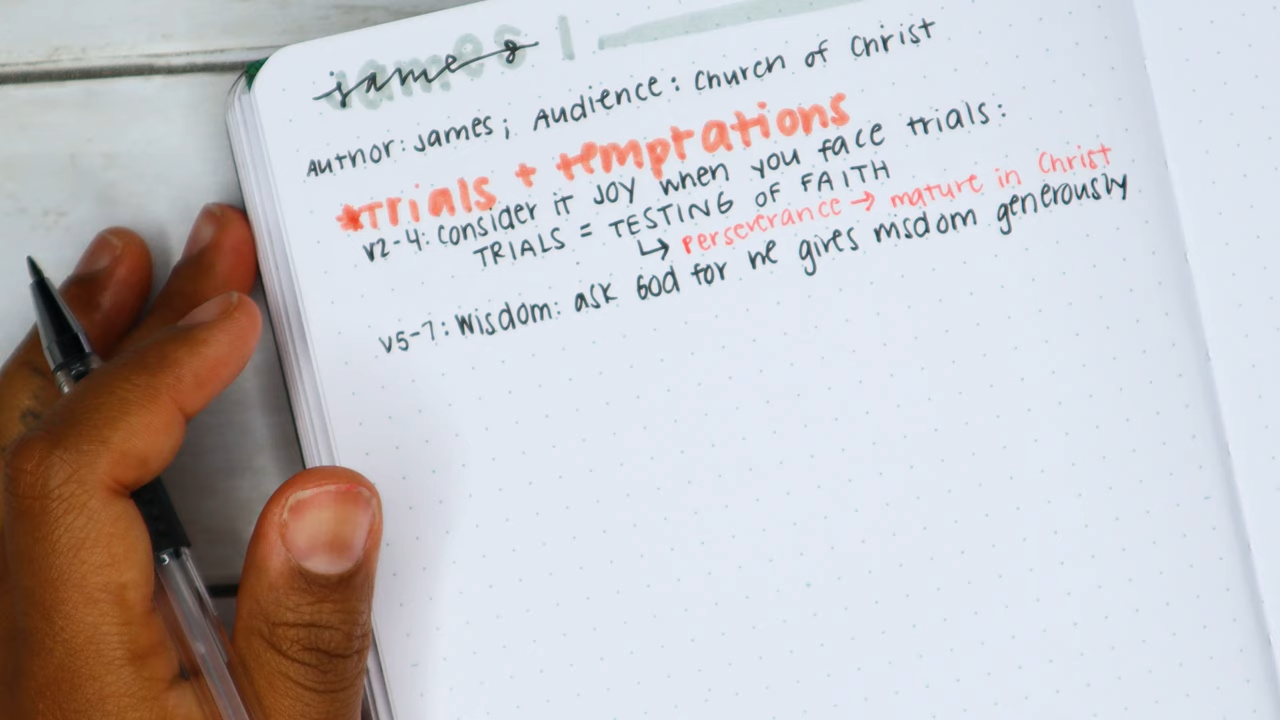 james 1
Author: James; Audience: Church of Christ
*Trials + temptations
v2-4: Consider it Joy when you face trials:
TRIALS = TESTING OF FAITH
↳ Perseverance → mature in Christ
v5-7: Wisdom: ask God for he gives wisdom generously